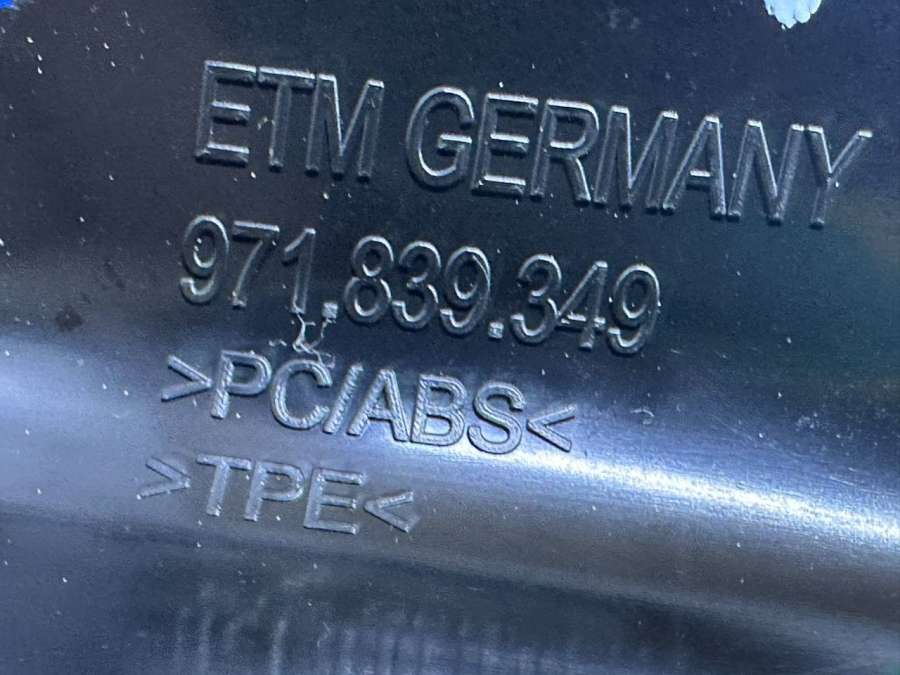 ETM GERMANY
971.839.349
>PC/ABS<
>TPE<